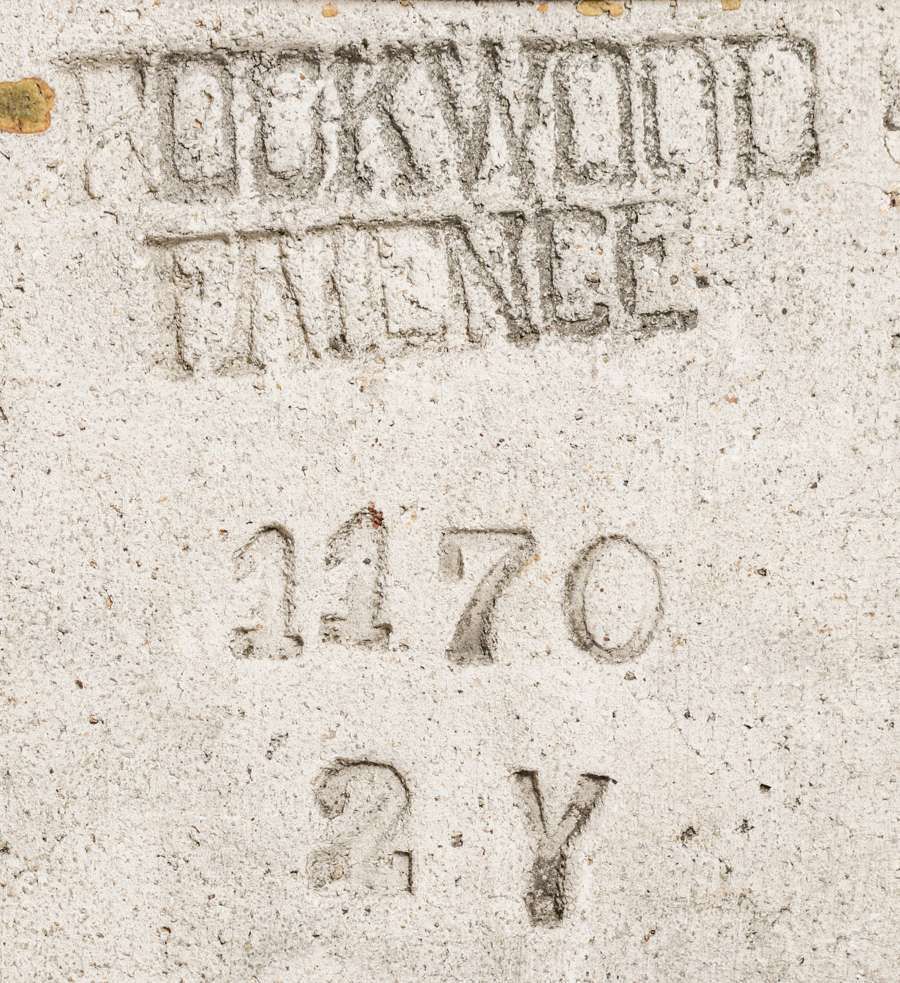 ROOKWOOD
FAIENCE
1170
2 Y